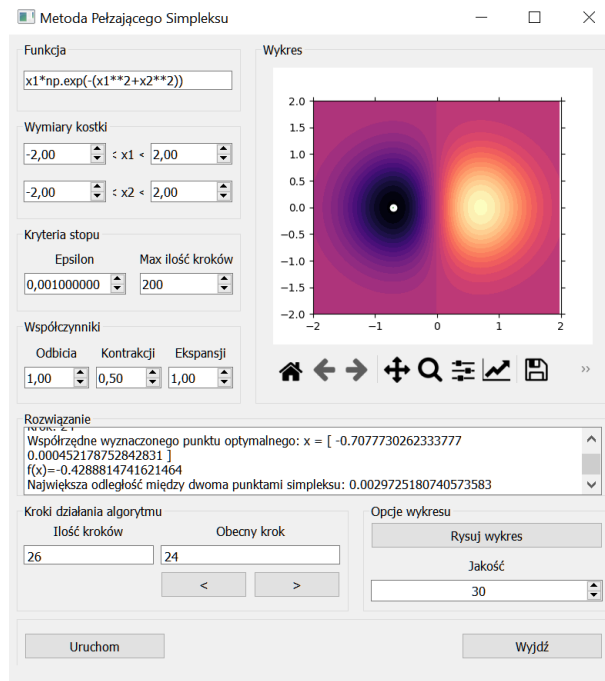 Metoda Pełzającego Simpleksu
Funkcja
x1*np.exp(-(x1**2+x2**2))
Wymiary kostki
-2,00 < x1 < 2,00
-2,00 < x2 < 2,00
Kryteria stopu
Epsilon Max ilość kroków
0,001000000 200
Współczynniki
Odbicia Kontrakcji Ekspansji
1,00 0,50 1,00
Wykres
2.0
1.5
1.0
0.5
0.0
−0.5
−1.0
−1.5
−2.0
−2 −1 0 1 2
»
Rozwiązanie
Krok: 24
Współrzędne wyznaczonego punktu optymalnego: x = [ -0.7077730262333777
0.000452178752842831 ]
f(x)=-0.4288814741621464
Największa odległość między dwoma punktami simpleksu: 0.0029725180740573583
Kroki działania algorytmu
Ilość kroków Obecny krok
26 24
< >
Opcje wykresu
Rysuj wykres
Jakość
30
Uruchom Wyjdź